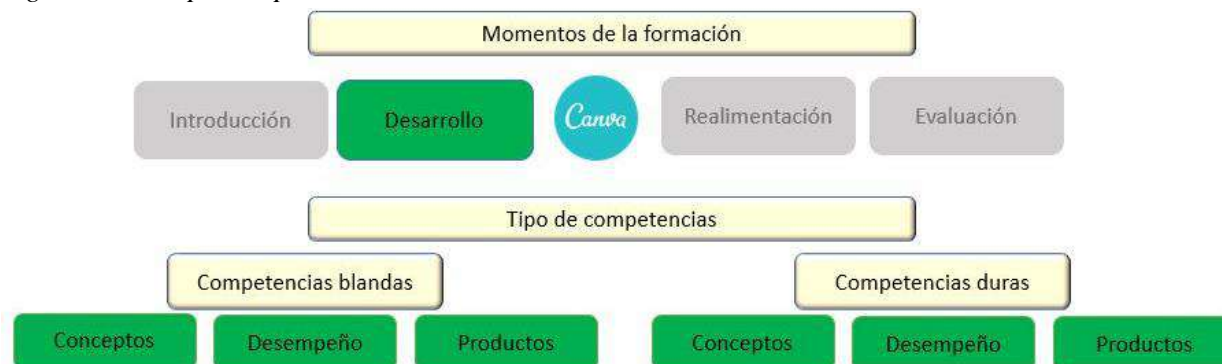 Momentos de la formación
Introducción
Desarrollo
Canva
Realimentación
Evaluación
Tipo de competencias
Competencias blandas
Competencias duras
Conceptos
Desempeño
Productos
Conceptos
Desempeño
Productos